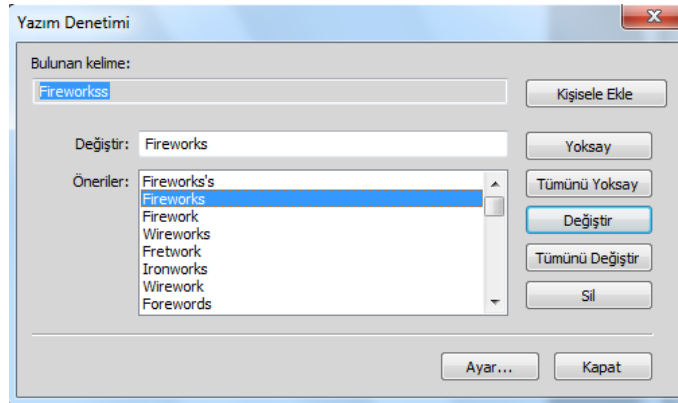 Yazım Denetimi
Bulunan kelime:
Fireworkss
Kişisele Ekle
Değiştir: Fireworks
Yoksay
Öneriler: Fireworks's
Tümünü Yoksay
Fireworks
Firework
Değiştir
Wireworks
Fretwork
Tümünü Değiştir
Ironworks
Wirework
Sil
Forewords
Ayar...
Kapat